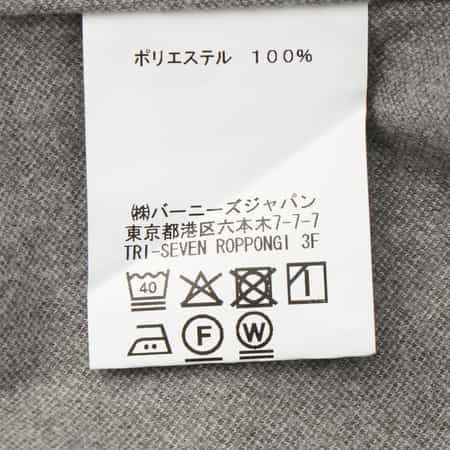 ポリエステル 100%
㈱バーニーズジャパン
東京都港区六本木7-7-7
TRI-SEVEN ROPPONGI 3F
40
F W